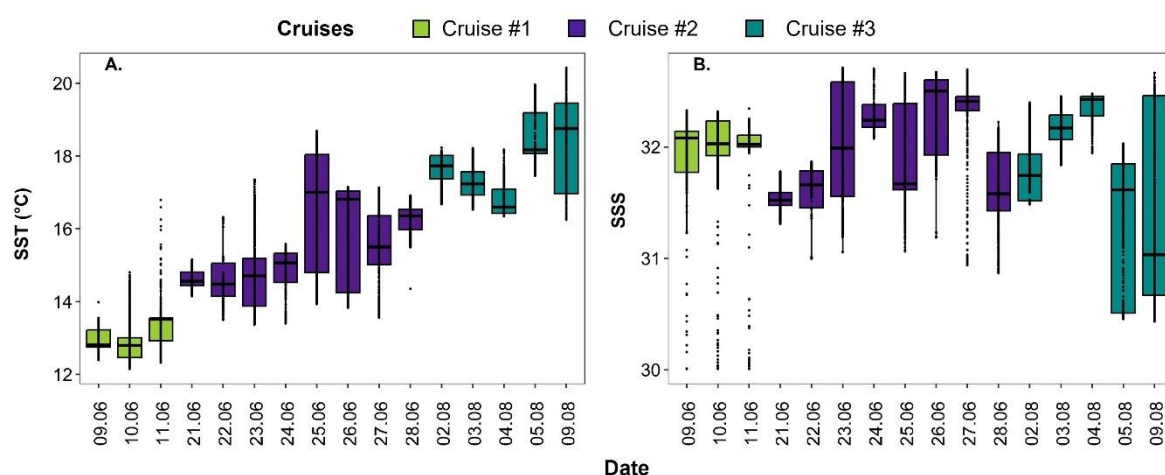 Cruises Cruise #1 Cruise #2 Cruise #3
A.
SST (°C)
20
18
16
14
12
09.06 10.06 11.06 21.06 22.06 23.06 24.06 25.06 26.06 27.06 28.06 02.08 03.08 04.08 05.08 09.08
B.
SSS
32
31
30
09.06 10.06 11.06 21.06 22.06 23.06 24.06 25.06 26.06 27.06 28.06 02.08 03.08 04.08 05.08 09.08
Date